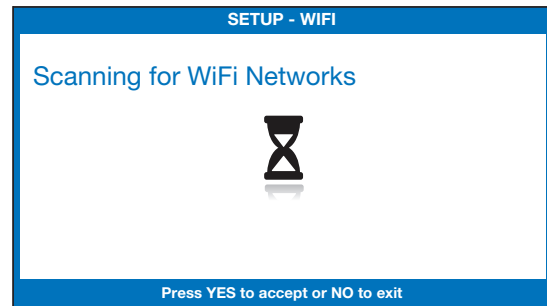 SETUP - WIFI
Scanning for WiFi Networks
Press YES to accept or NO to exit